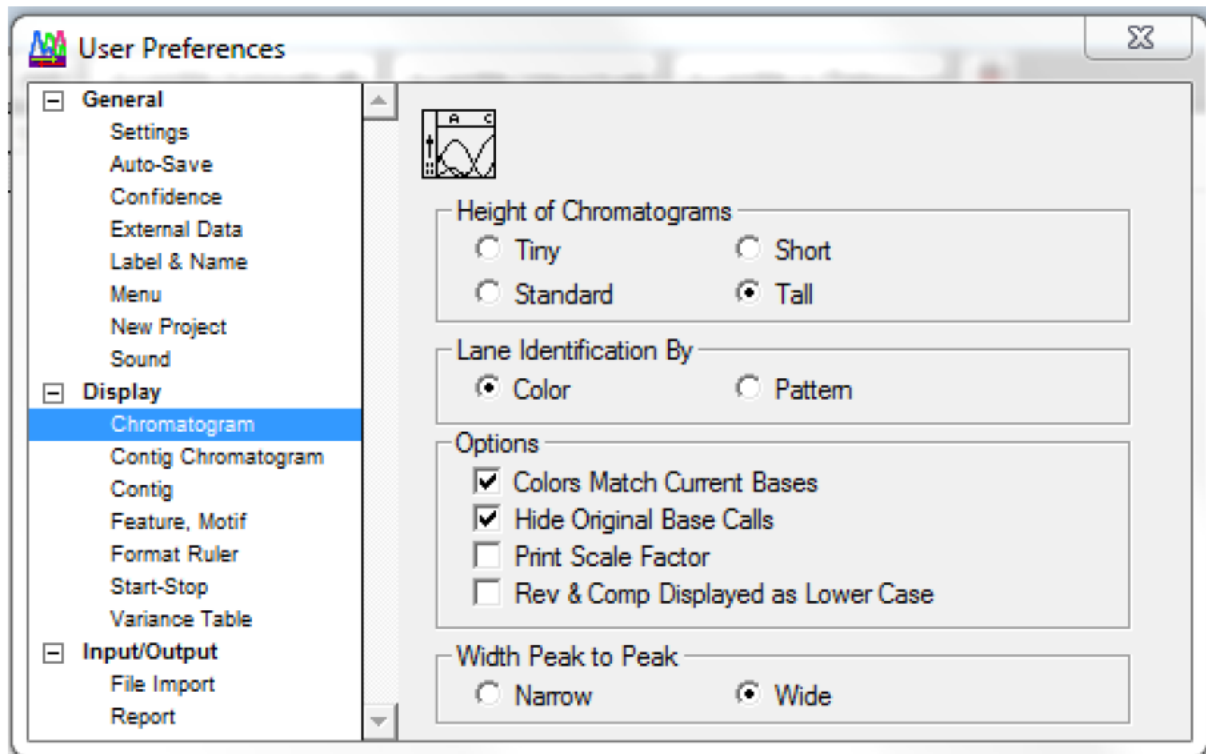 User Preferences
General
Settings
Auto-Save
Confidence
External Data
Label & Name
Menu
New Project
Sound
Display
Chromatogram
Contig Chromatogram
Contig
Feature, Motif
Format Ruler
Start-Stop
Variance Table
Input/Output
File Import
Report
A C
Height of Chromatograms
Tiny Short
Standard Tall
Lane Identification By
Color Pattern
Options
Colors Match Current Bases
Hide Original Base Calls
Print Scale Factor
Rev & Comp Displayed as Lower Case
Width Peak to Peak
Narrow Wide